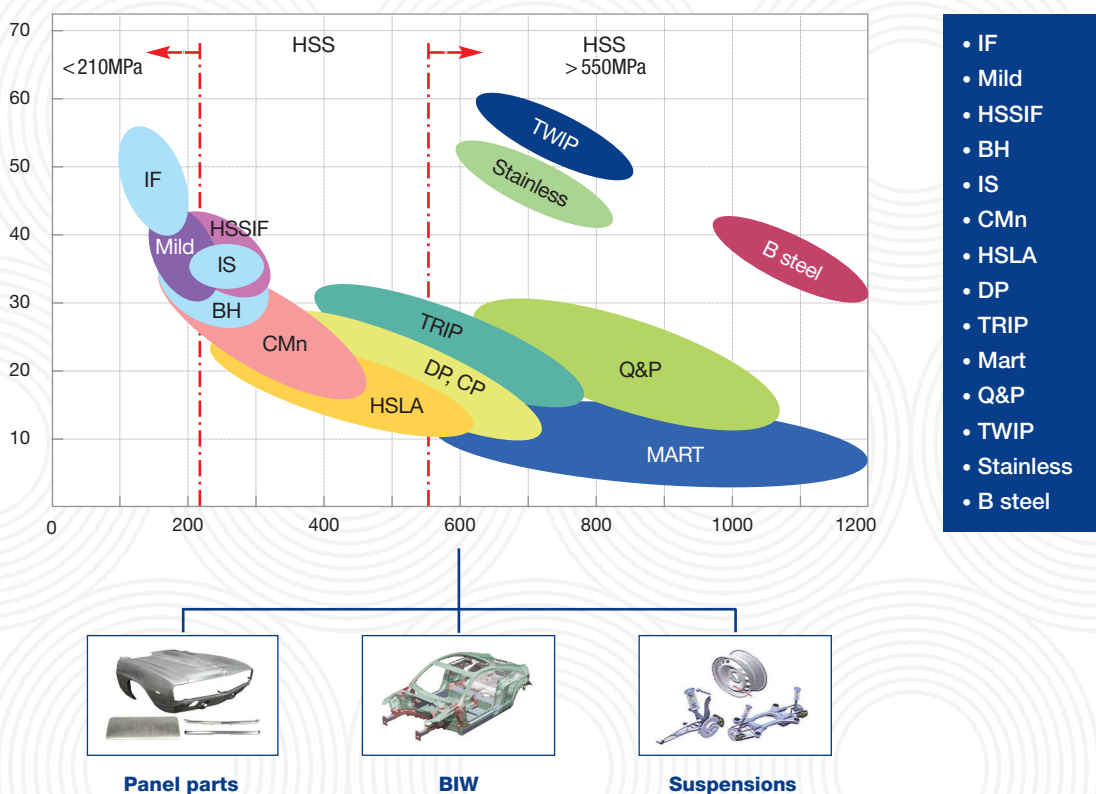 70
60
50
40
30
20
10
0
200
400
600
800
1000
1200
<210MPa
HSS
HSS
>550MPa
IF
Mild
HSSIF
IS
BH
CMn
HSLA
DP, CP
TRIP
Q&P
MART
TWIP
Stainless
B steel
• IF
• Mild
• HSSIF
• BH
• IS
• CMn
• HSLA
• DP
• TRIP
• Mart
• Q&P
• TWIP
• Stainless
• B steel
Panel parts
BIW
Suspensions